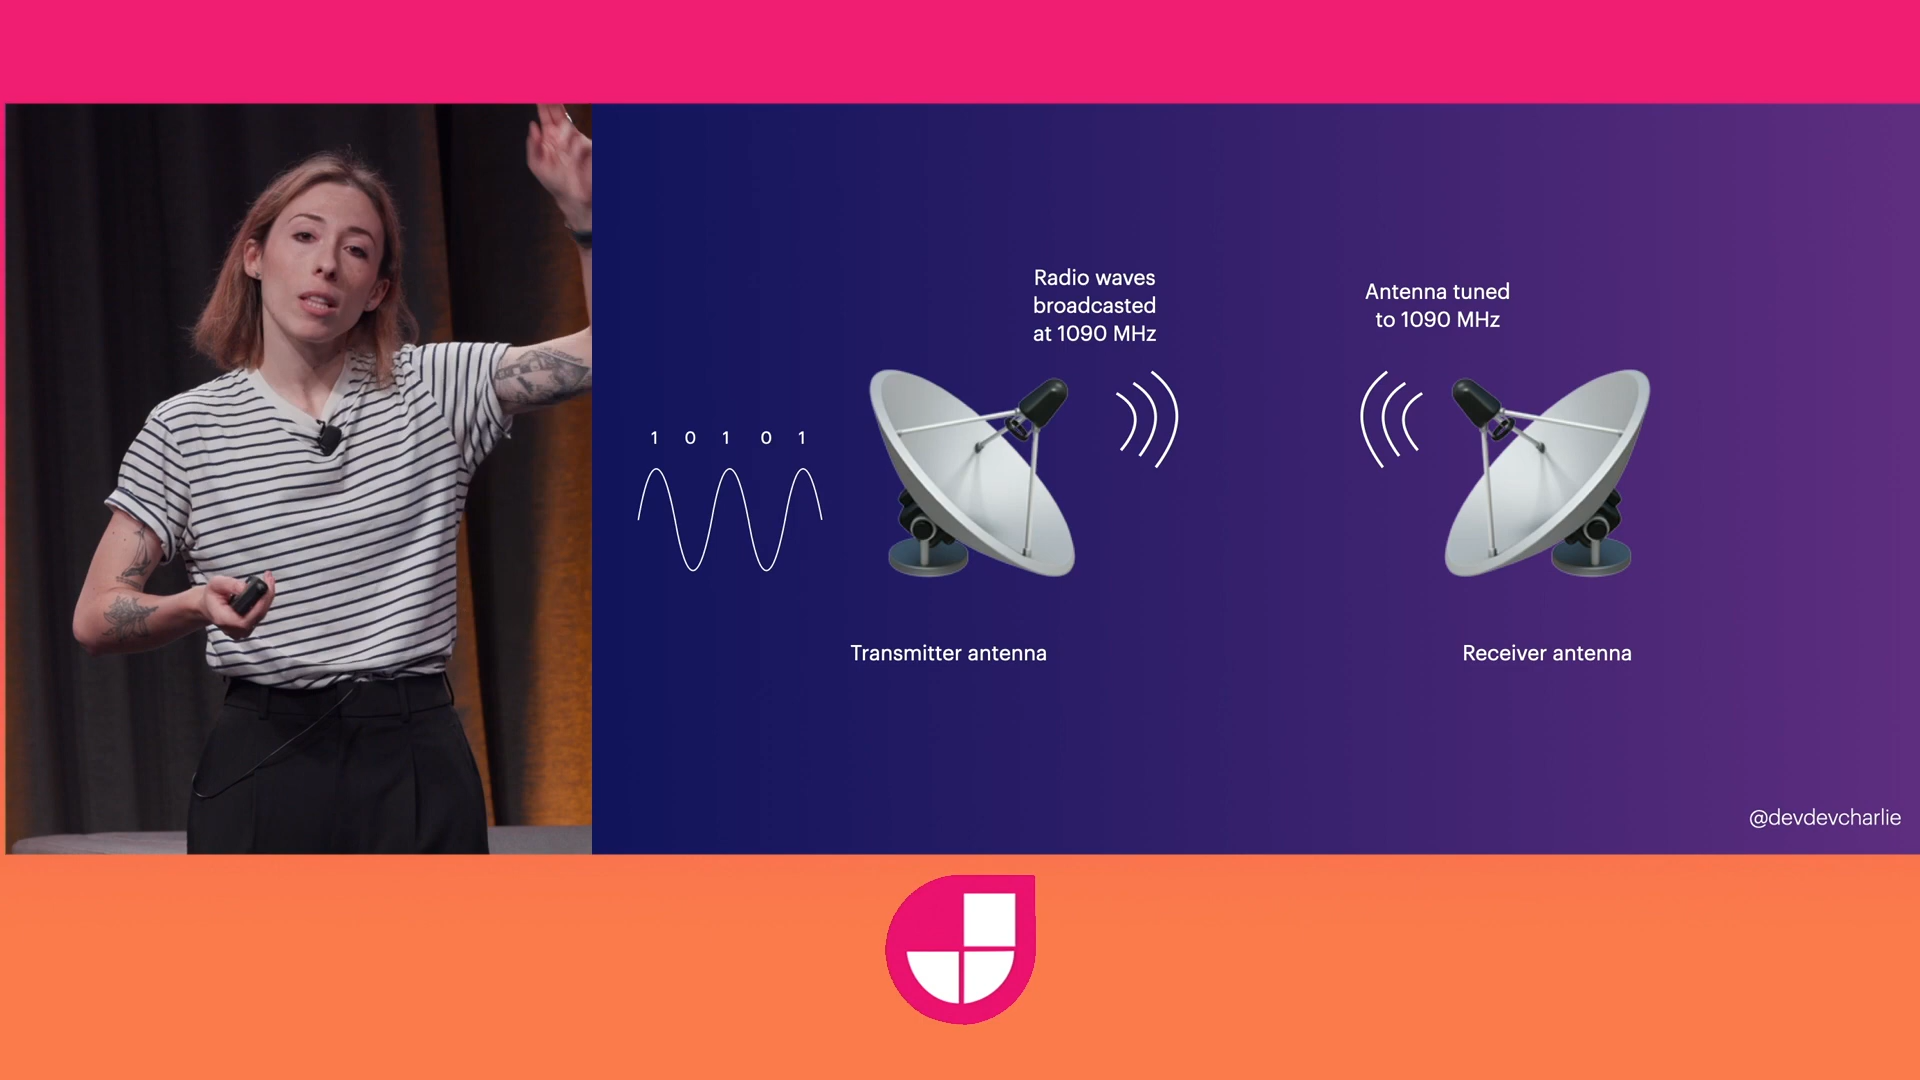 Radio waves
broadcasted
at 1090 MHz
Antenna tuned
to 1090 MHz
1 0 1 0 1
Transmitter antenna
Receiver antenna
@devdevcharlie